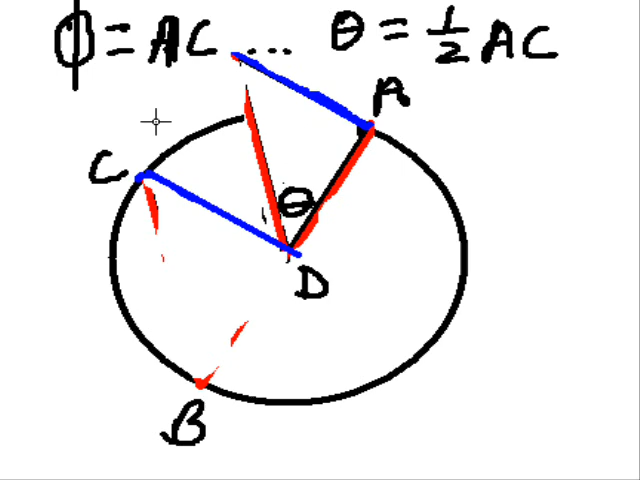 ϕ = AC ... θ = 1/2 AC
A
C
θ
D
B